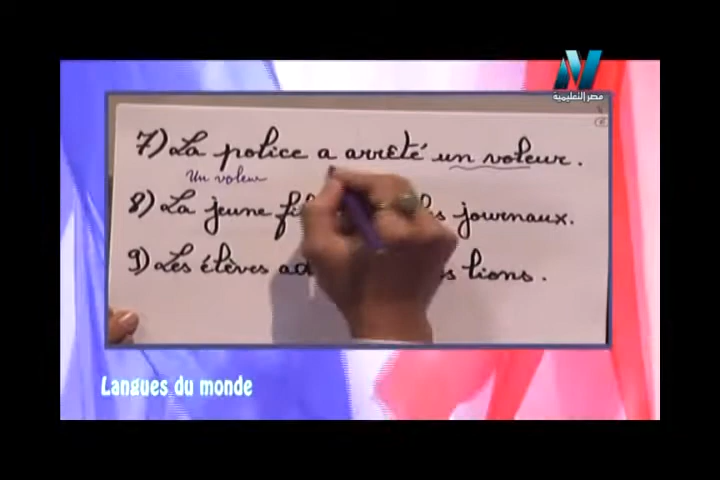 مصر التعليمية
7) La police a arrêté un voleur.
Un voleur
8) La jeune journaux.
9) Les élèves lions.
Langues du monde